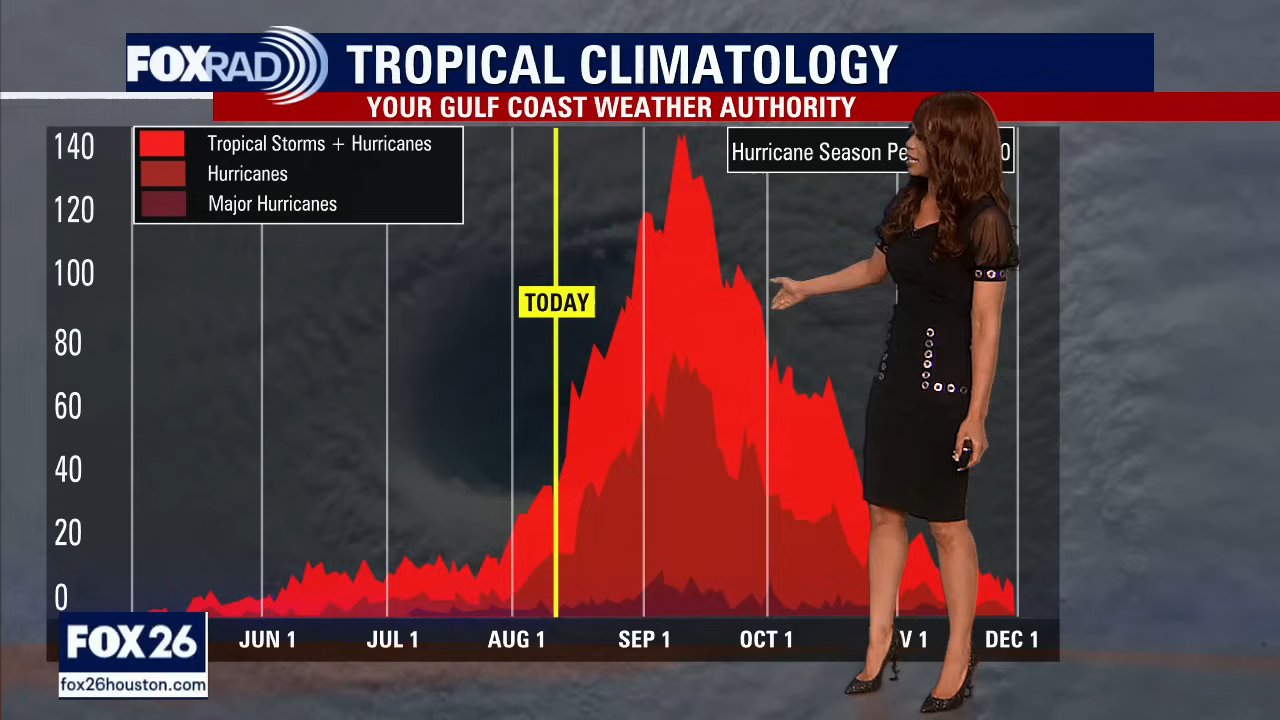 FOXRAD TROPICAL CLIMATOLOGY
YOUR GULF COAST WEATHER AUTHORITY
Tropical Storms + Hurricanes
Hurricanes
Major Hurricanes
Hurricane Season Pe 0
140
120
100
80
60
40
20
0
TODAY
JUN 1
JUL 1
AUG 1
SEP 1
OCT 1
V 1
DEC 1
FOX 26
fox26houston.com